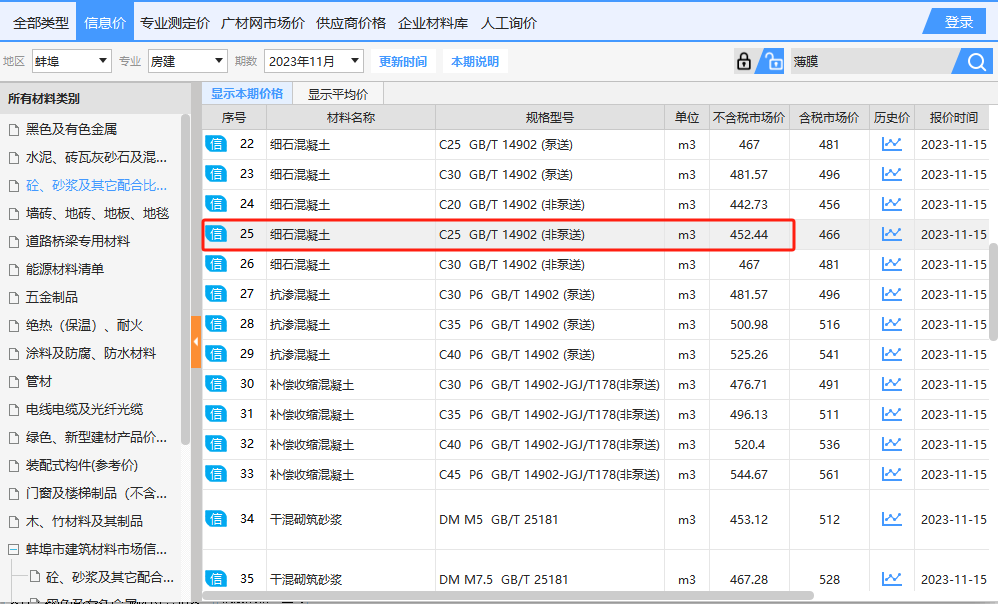 全部类型 信息价 专业测定价 广材网市场价 供应商价格 企业材料库 人工询价 登录
地区 蚌埠 专业 房建 期数 2023年11月 更新时间 本期说明 薄膜
所有材料类别
黑色及有色金属
水泥、砖瓦灰砂石及混...
砼、砂浆及其它配合比...
墙砖、地砖、地板、地毯
道路桥梁专用材料
能源材料清单
五金制品
绝热（保温）、耐火
涂料及防腐、防水材料
管材
电线电缆及光纤光缆
绿色、新型建材产品价...
装配式构件(参考价)
门窗及楼梯制品（不含...
木、竹材料及其制品
蚌埠市建筑材料市场信...
砼、砂浆及其它配合...
显示本期价格 显示平均价
序号 材料名称 规格型号 单位 不含税市场价 含税市场价 历史价 报价时间
信 22 细石混凝土 C25 GB/T 14902 (泵送) m3 467 481 2023-11-15
信 23 细石混凝土 C30 GB/T 14902 (泵送) m3 481.57 496 2023-11-15
信 24 细石混凝土 C20 GB/T 14902 (非泵送) m3 442.73 456 2023-11-15
信 25 细石混凝土 C25 GB/T 14902 (非泵送) m3 452.44 466 2023-11-15
信 26 细石混凝土 C30 GB/T 14902 (非泵送) m3 467 481 2023-11-15
信 27 抗渗混凝土 C30 P6 GB/T 14902 (泵送) m3 481.57 496 2023-11-15
信 28 抗渗混凝土 C35 P6 GB/T 14902 (泵送) m3 500.98 516 2023-11-15
信 29 抗渗混凝土 C40 P6 GB/T 14902 (泵送) m3 525.26 541 2023-11-15
信 30 补偿收缩混凝土 C30 P6 GB/T 14902-JGJ/T178(非泵送) m3 476.71 491 2023-11-15
信 31 补偿收缩混凝土 C35 P6 GB/T 14902-JGJ/T178(非泵送) m3 496.13 511 2023-11-15
信 32 补偿收缩混凝土 C40 P6 GB/T 14902-JGJ/T178(非泵送) m3 520.4 536 2023-11-15
信 33 补偿收缩混凝土 C45 P6 GB/T 14902-JGJ/T178(非泵送) m3 544.67 561 2023-11-15
信 34 干混砌筑砂浆 DM M5 GB/T 25181 m3 453.12 512 2023-11-15
信 35 干混砌筑砂浆 DM M7.5 GB/T 25181 m3 467.28 528 2023-11-15